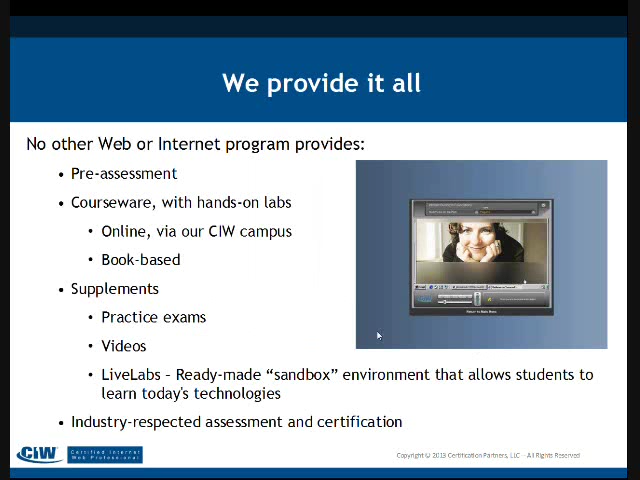 We provide it all
No other Web or Internet program provides:
• Pre-assessment
• Courseware, with hands-on labs
• Online, via our CIW campus
• Book-based
• Supplements
• Practice exams
• Videos
• LiveLabs – Ready-made “sandbox” environment that allows students to
learn today's technologies
• Industry-respected assessment and certification
CIW
Certified Internet
Web Professional
Copyright © 2013 Certification Partners, LLC – All Rights Reserved